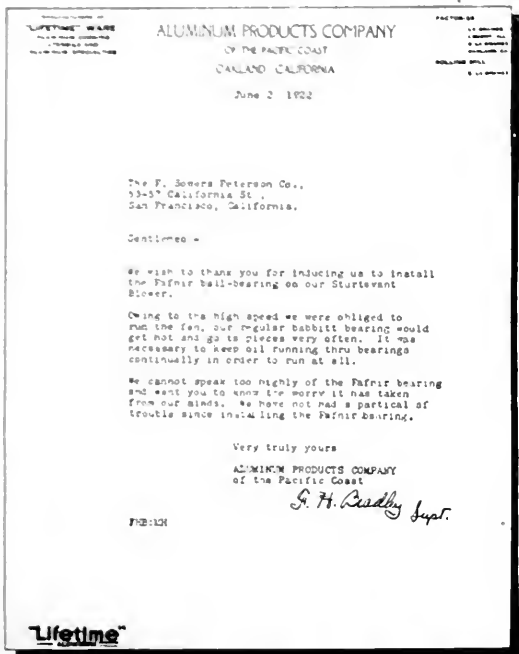 "LIFETIME" WARE
ALUMINUM PRODUCTS COMPANY
OF THE PACIFIC COAST
OAKLAND CALIFORNIA
FACTORIES
ROLLING MILL
June 2 1922
The F. Somers Peterson Co.,
53-57 California St.,
San Francisco, California.
Gentlemen -
We wish to thank you for inducing us to install
the Fafnir ball-bearing on our Sturtevant
Blower.
Owing to the high speed we were obliged to
run the fan, our regular babbitt bearing would
get hot and go to pieces very often. It was
necessary to keep oil running thru bearings
continually in order to run at all.
We cannot speak too highly of the Fafnir bearing
and want you to know the worry it has taken
from our minds. We have not had a partical of
trouble since installing the Fafnir bearing.
Very truly yours
ALUMINUM PRODUCTS COMPANY
of the Pacific Coast
F. H. Bradley Supt.
FHB:
"Lifetime"